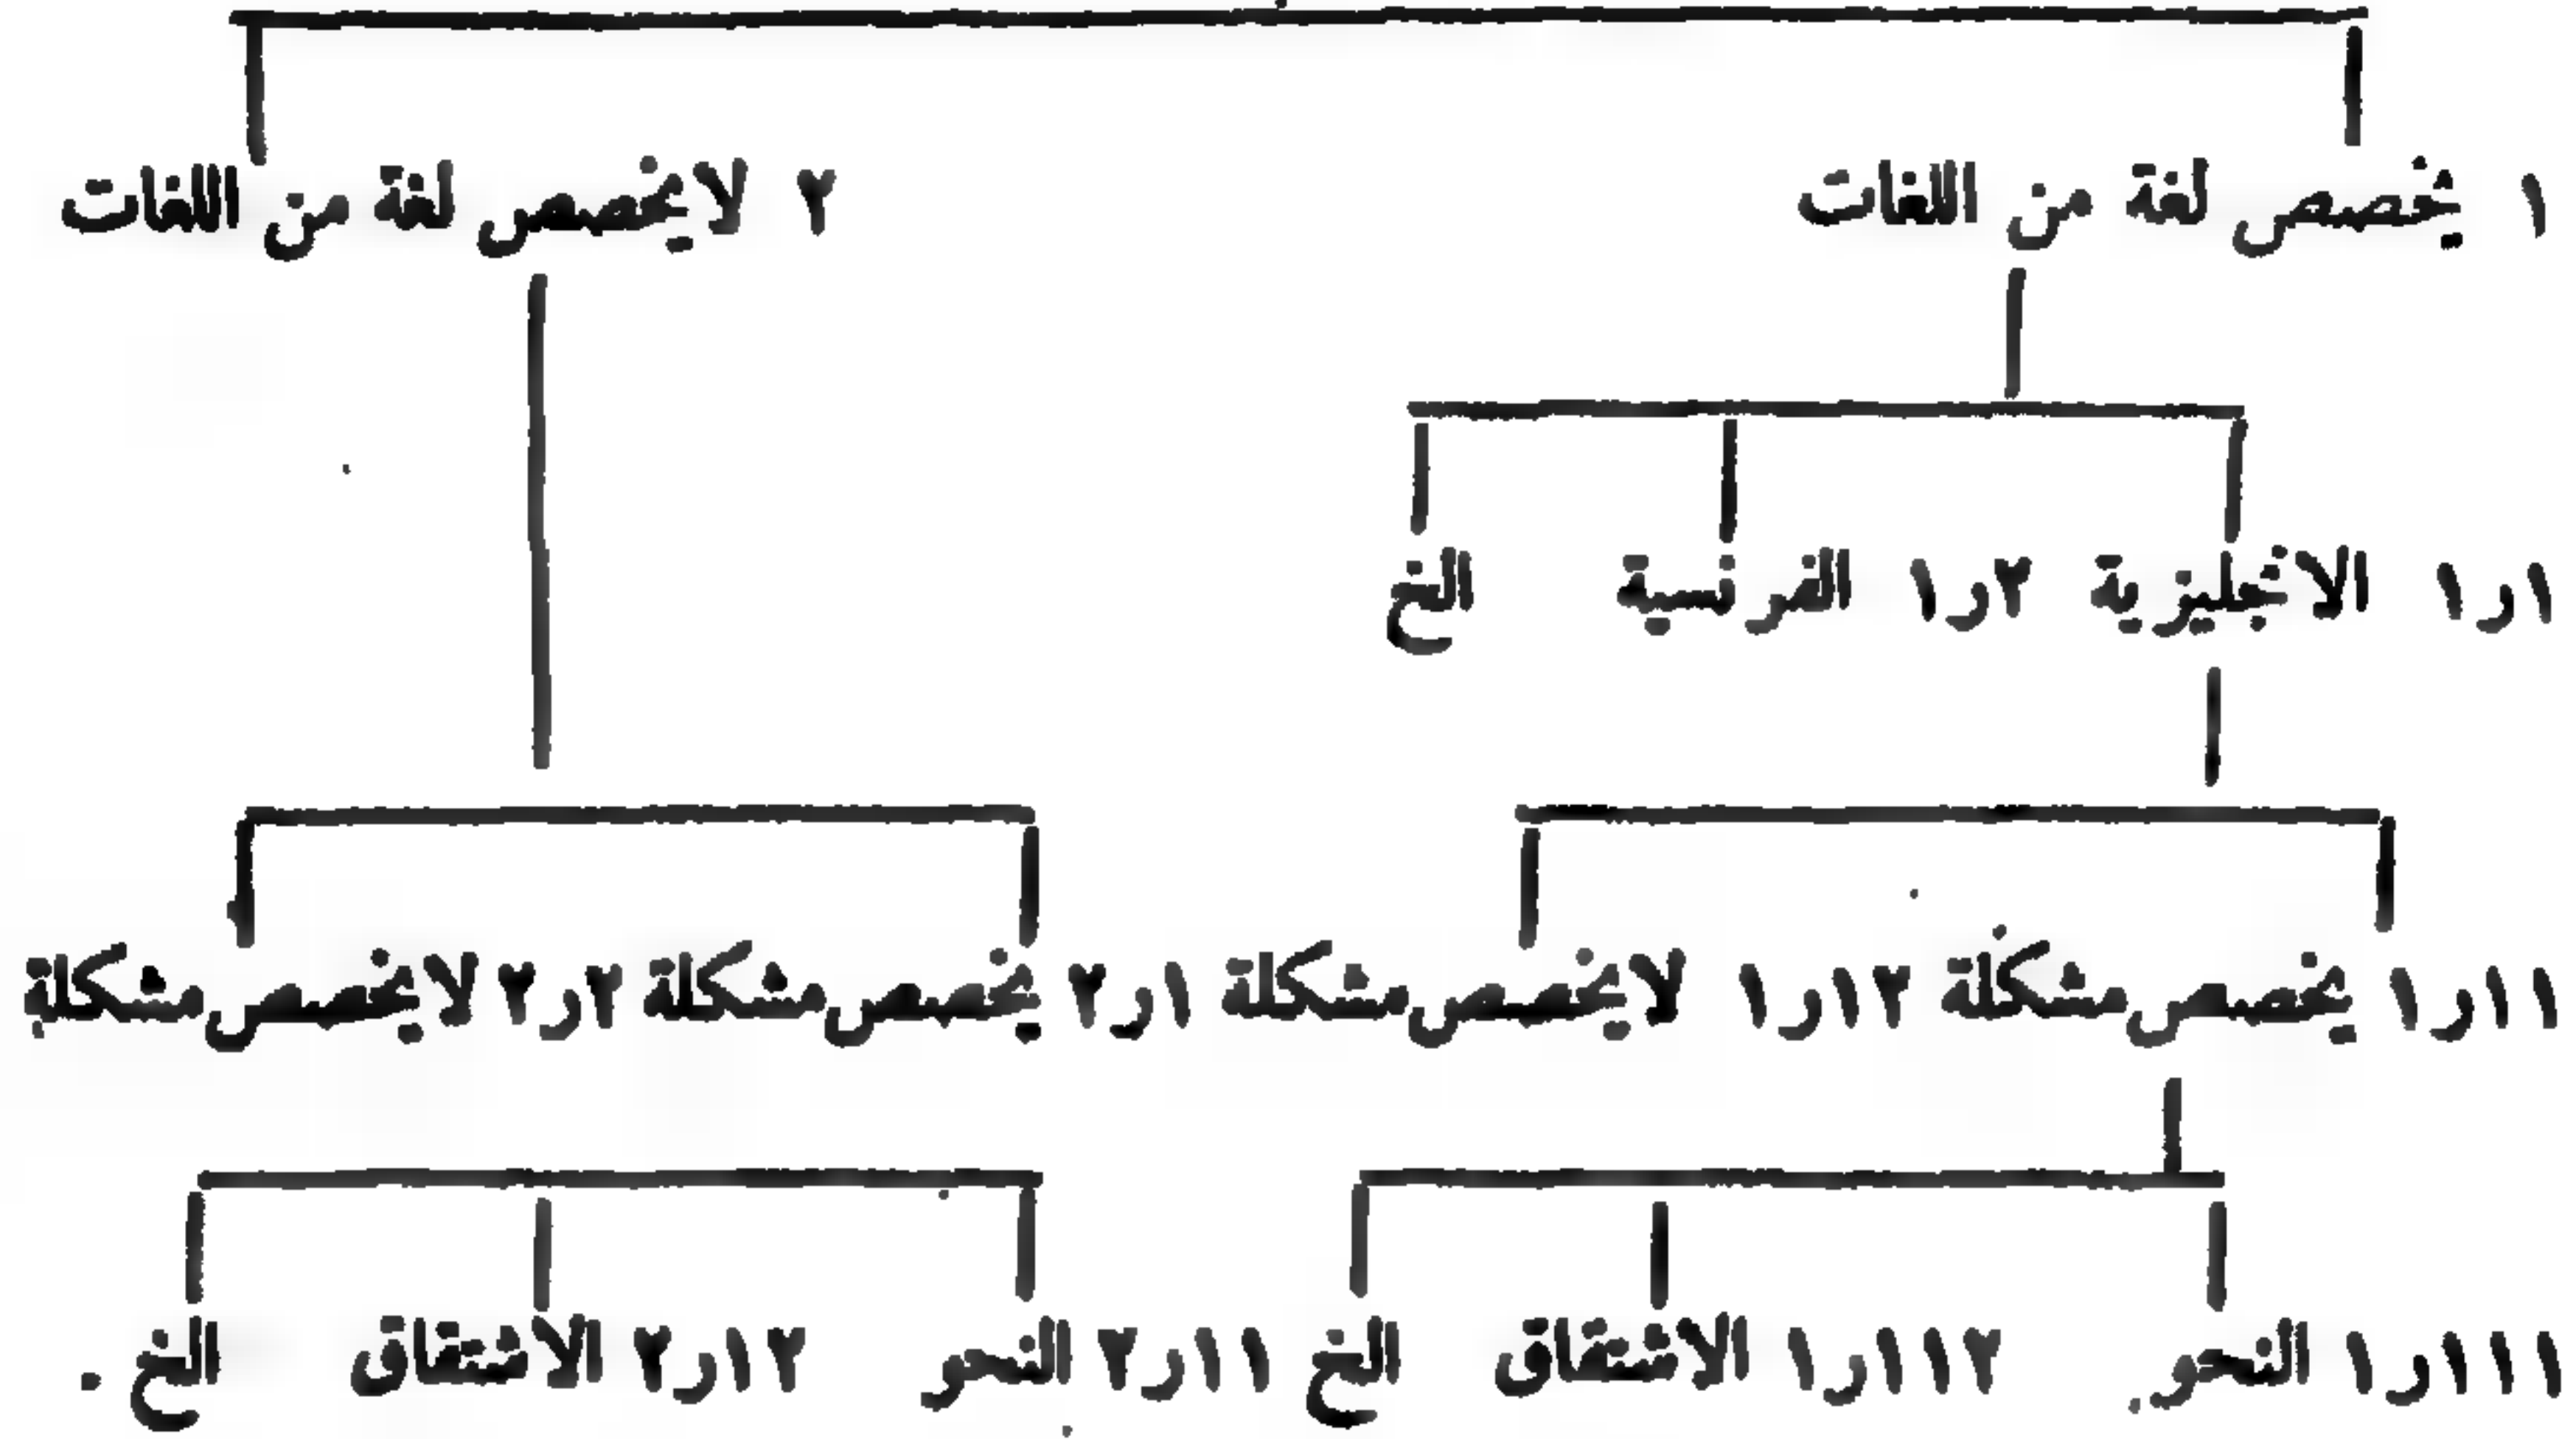 ١ يخصص لغة من اللغات ٢ لايخصص لغة من اللغات
١ر١ الانجليزية ٢ر١ الفرنسية الخ
١١ر١ يخصص مشكلة ١٢ر١ لايخصص مشكلة ١ر٢ يخصص مشكلة ٢ر٢ لايخصص مشكلة
١١١ر١ النحو ١١٢ر١ الاشتقاق الخ ١١ر٢ النحو ١٢ر٢ الاشتقاق الخ .